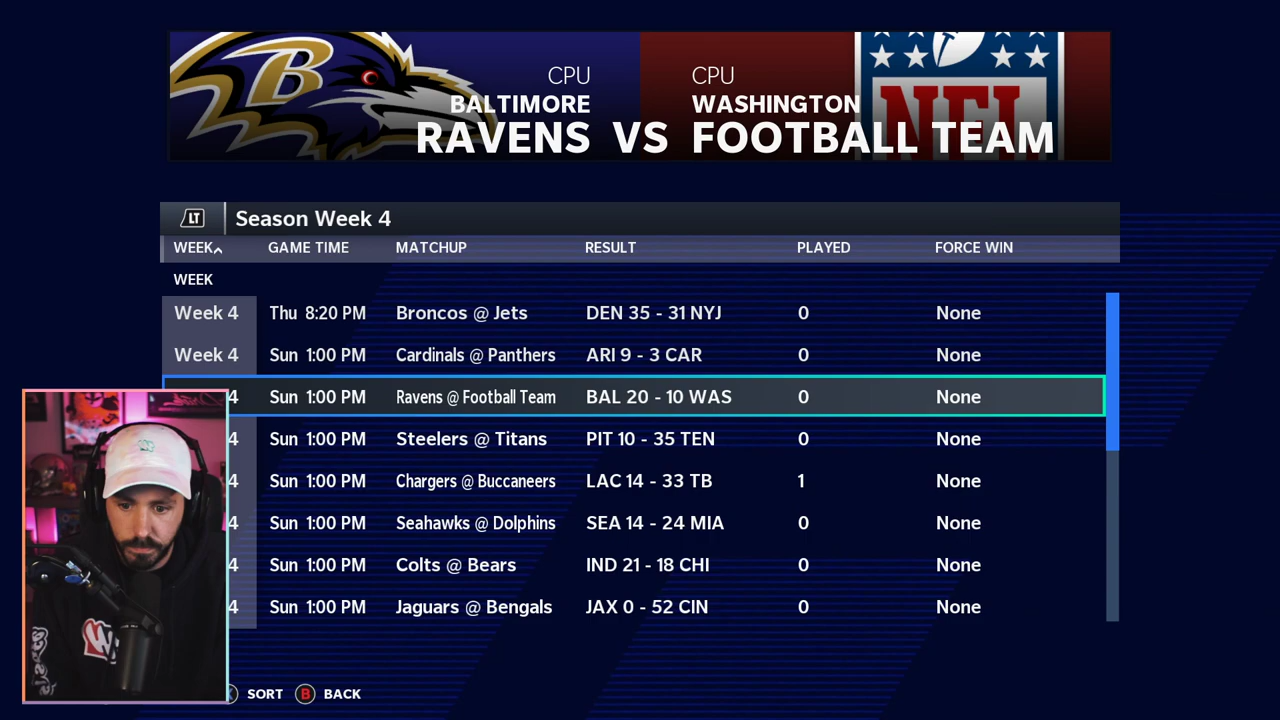 B
CPU
BALTIMORE
RAVENS
VS
CPU
WASHINGTON
FOOTBALL TEAM
NFL
LT Season Week 4
WEEK GAME TIME MATCHUP RESULT PLAYED FORCE WIN
WEEK
Week 4 Thu 8:20 PM Broncos @ Jets DEN 35 - 31 NYJ 0 None
Week 4 Sun 1:00 PM Cardinals @ Panthers ARI 9 - 3 CAR 0 None
4 Sun 1:00 PM Ravens @ Football Team BAL 20 - 10 WAS 0 None
4 Sun 1:00 PM Steelers @ Titans PIT 10 - 35 TEN 0 None
4 Sun 1:00 PM Chargers @ Buccaneers LAC 14 - 33 TB 1 None
4 Sun 1:00 PM Seahawks @ Dolphins SEA 14 - 24 MIA 0 None
4 Sun 1:00 PM Colts @ Bears IND 21 - 18 CHI 0 None
4 Sun 1:00 PM Jaguars @ Bengals JAX 0 - 52 CIN 0 None
X SORT B BACK